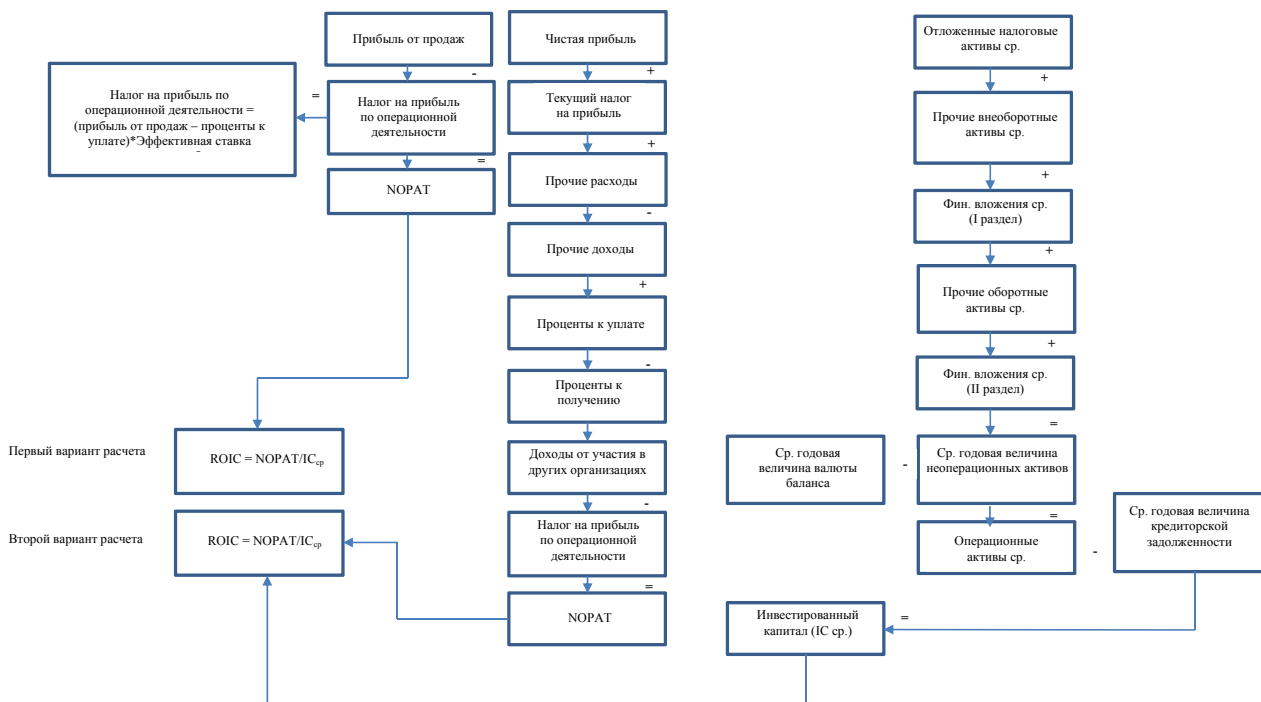 Прибыль от продаж
-
Налог на прибыль
по операционной
деятельности
=
Налог на прибыль по
операционной деятельности =
(прибыль от продаж – проценты к
уплате)*Эффективная ставка
=
NOPAT
Чистая прибыль
+
Текущий налог
на прибыль
+
Прочие расходы
-
Прочие доходы
+
Проценты к уплате
-
Проценты к
получению
Доходы от участия в
других организациях
-
Налог на прибыль
по операционной
деятельности
=
NOPAT
Первый вариант расчета
ROIC = NOPAT/ICср
Второй вариант расчета
ROIC = NOPAT/ICср
Отложенные налоговые
активы ср.
+
Прочие внеоборотные
активы ср.
+
Фин. вложения ср.
(I раздел)
+
Прочие оборотные
активы ср.
+
Фин. вложения ср.
(II раздел)
=
Ср. годовая
величина валюты
баланса
-
Ср. годовая величина
неоперационных активов
=
Операционные
активы ср.
-
Ср. годовая величина
кредиторской
задолженности
=
Инвестированный
капитал (IC ср.)